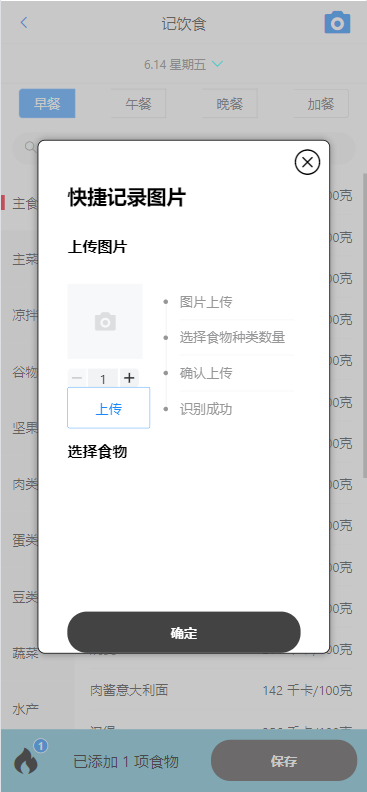 记饮食
6.14 星期五
早餐
午餐
晚餐
加餐
快捷记录图片
上传图片
图片上传
选择食物种类数量
确认上传
识别成功
1
上传
选择食物
确定
主食
主菜
凉拌
谷物
坚果
肉类
蛋类
豆类
蔬菜
水产
00克
00克
00克
00克
00克
/100克
/100克
/100克
/100克
/100克
/100克
肉酱意大利面
142 千卡/100克
1
已添加 1 项食物
保存